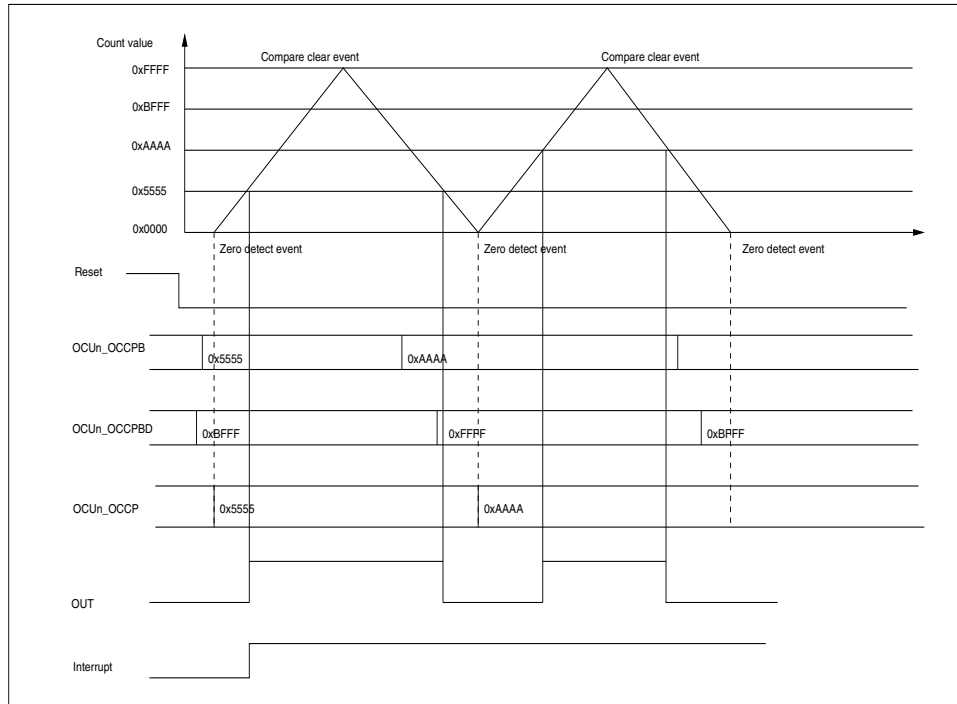 Count value
Compare clear event
Compare clear event
0xFFFF
0xBFFF
0xAAAA
0x5555
0x0000
Zero detect event
Zero detect event
Zero detect event
Reset
OCUn_OCCPB
0x5555
0xAAAA
OCUn_OCCPBD
0xBFFF
0xFFFF
0xBFFF
OCUn_OCCP
0x5555
0xAAAA
OUT
Interrupt